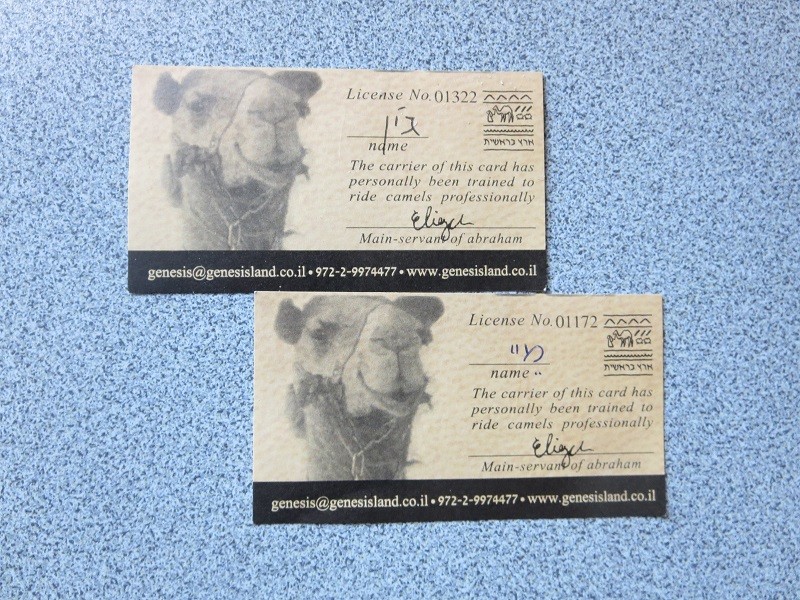 License No. 01322
ארץ בראשית
name
The carrier of this card has
personally been trained to
ride camels professionally
Main-servant of abraham
genesis@genesisland.co.il • 972-2-9974477 • www.genesisland.co.il
License No. 01172
ארץ בראשית
name
The carrier of this card has
personally been trained to
ride camels professionally
Main-servant of abraham
genesis@genesisland.co.il • 972-2-9974477 • www.genesisland.co.il